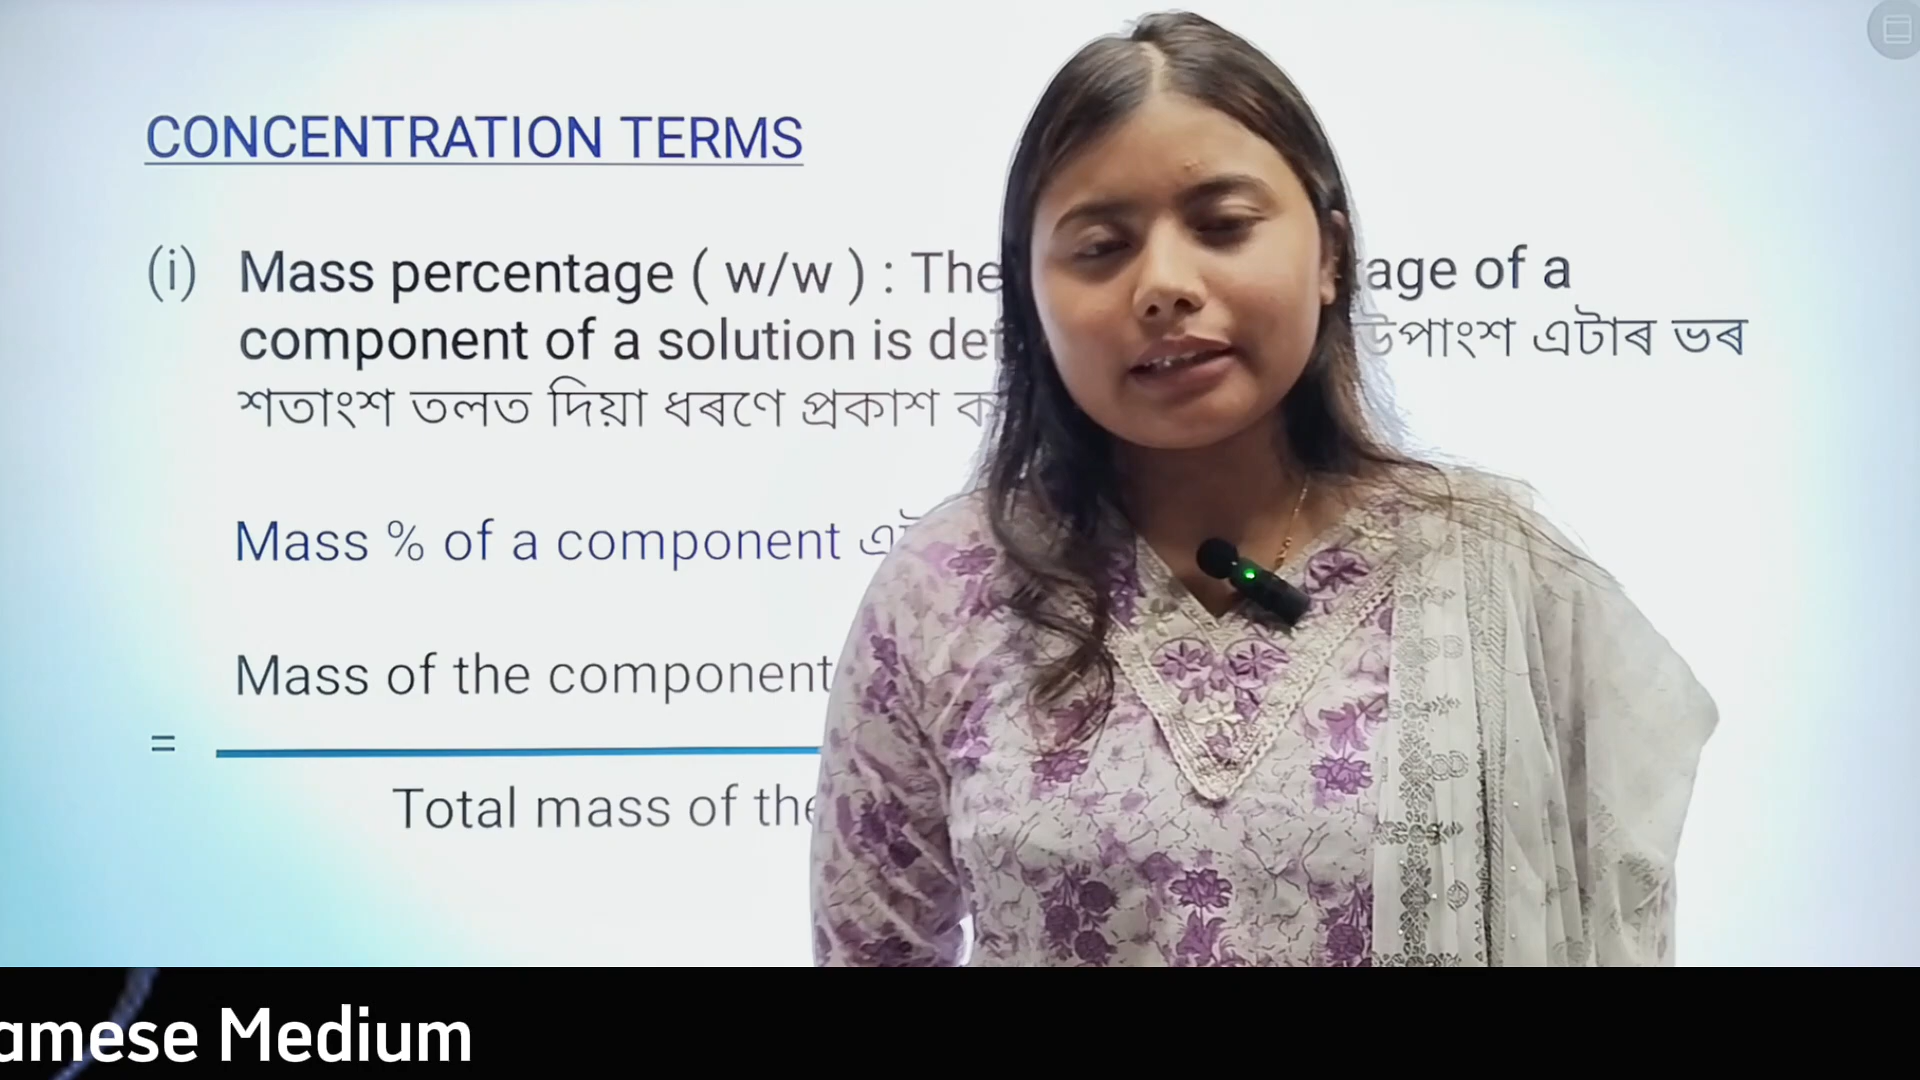 CONCENTRATION TERMS
(i) Mass percentage ( w/w ) : The age of a
component of a solution is def উপাংশ এটাৰ ভৰ
শতাংশ তলত দিয়া ধৰণে প্ৰকাশ ক
Mass % of a component
Mass of the component
=
Total mass of the
amese Medium